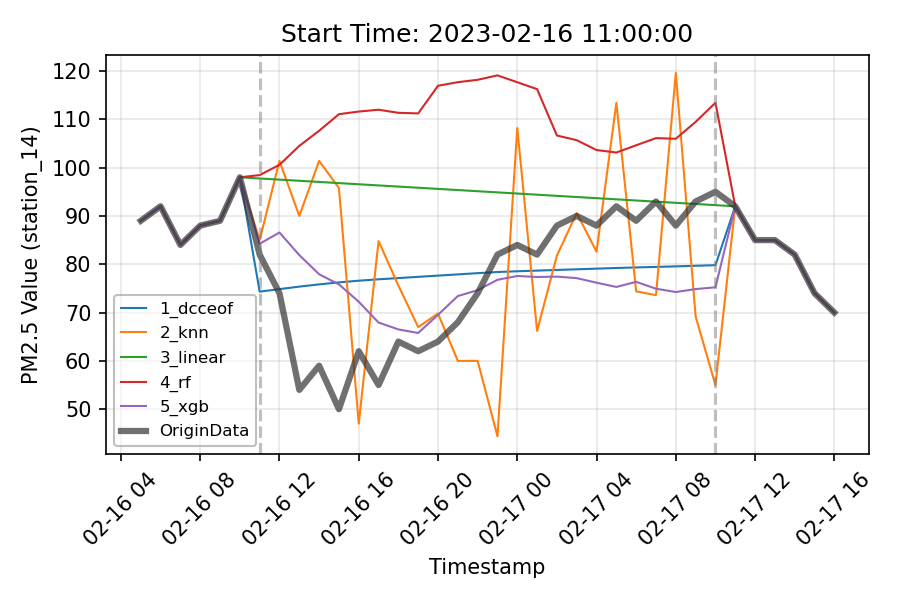 Start Time: 2023-02-16 11:00:00
120
110
100
90
80
70
60
50
PM2.5 Value (station_14)
1_dcceof
2_knn
3_linear
4_rf
5_xgb
OriginData
02-16 04
02-16 08
02-16 12
02-16 16
02-16 20
02-17 00
02-17 04
02-17 08
02-17 12
02-17 16
Timestamp